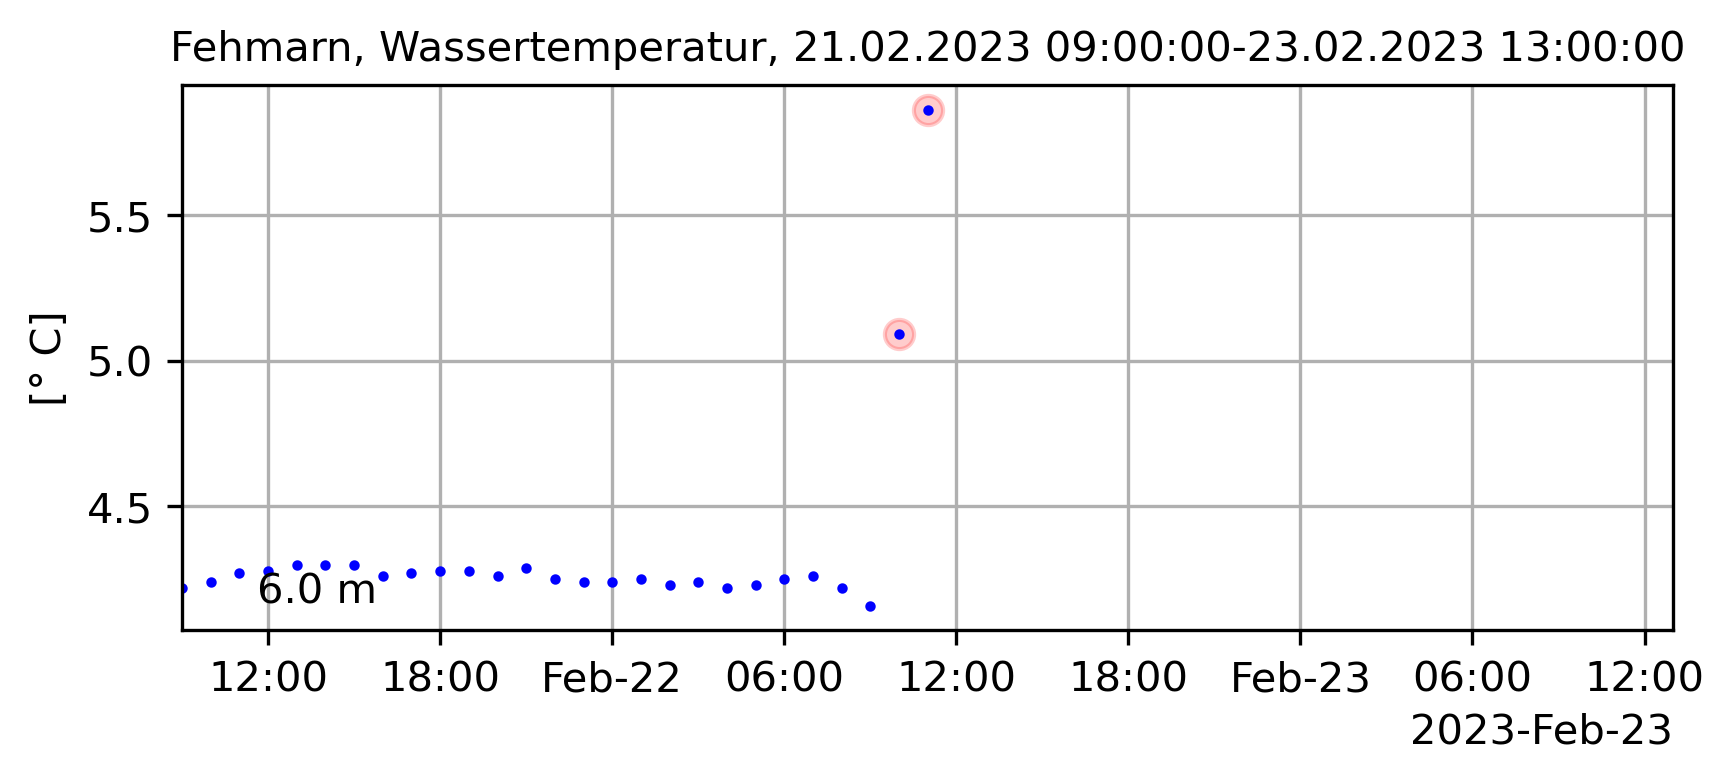 Fehmarn, Wassertemperatur, 21.02.2023 09:00:00-23.02.2023 13:00:00
[° C]
5.5
5.0
4.5
6.0 m
12:00 18:00 Feb-22 06:00 12:00 18:00 Feb-23 06:00 12:00
2023-Feb-23